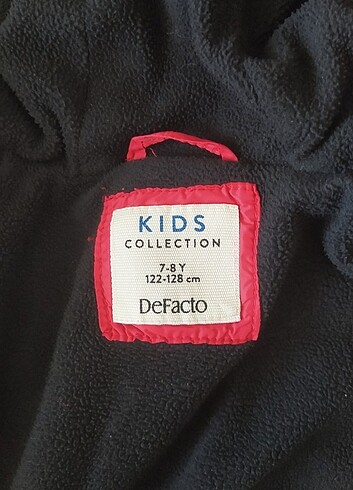 KIDS
COLLECTION
7-8 Y
122-128 cm
DeFacto